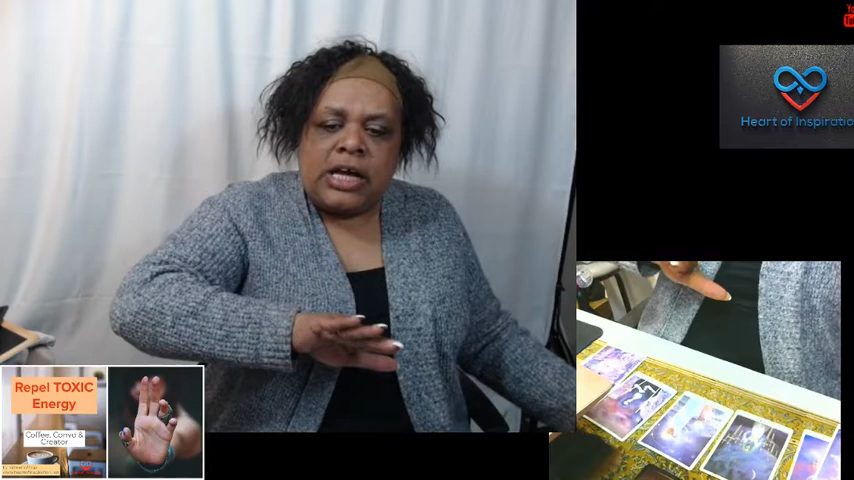 Heart of Inspiratio
Repel TOXIC
Energy
Coffee, Convo &
Creator